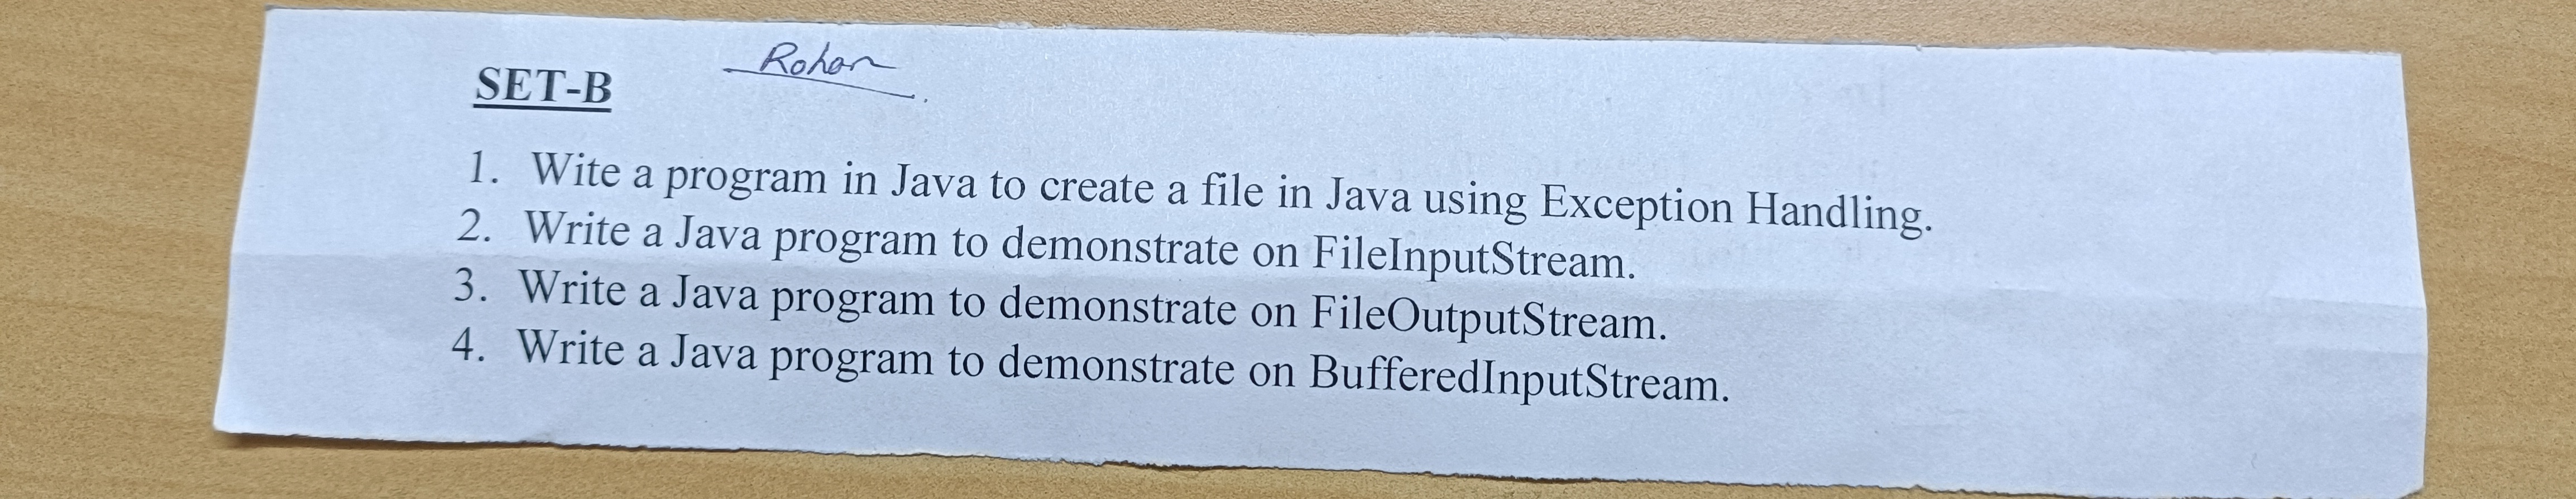 Rohan
SET-B
1. Wite a program in Java to create a file in Java using Exception Handling.
2. Write a Java program to demonstrate on FileInputStream.
3. Write a Java program to demonstrate on FileOutputStream.
4. Write a Java program to demonstrate on BufferedInputStream.